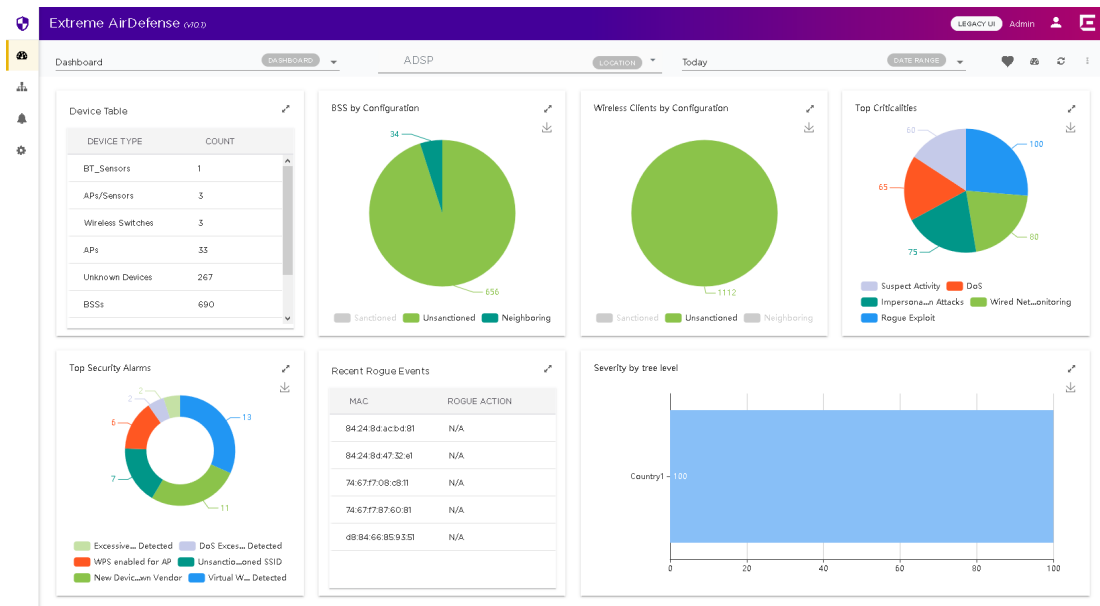 Extreme AirDefense (v10.1)
LEGACY UI Admin
Dashboard DASHBOARD
ADSP LOCATION
Today DATE RANGE
Device Table
DEVICE TYPE COUNT
BT_Sensors 1
APs/Sensors 3
Wireless Switches 3
APs 33
Unknown Devices 267
BSSs 690
BSS by Configuration
34
656
Sanctioned Unsanctioned Neighboring
Wireless Clients by Configuration
1112
Sanctioned Unsanctioned Neighboring
Top Criticalities
60
100
65
80
75
Suspect Activity DoS
Impersona...n Attacks Wired Net...onitoring
Rogue Exploit
Top Security Alarms
2
2
13
6
7
11
Excessive... Detected DoS Exces... Detected
WPS enabled for AP Unsanctio...oned SSID
New Devic...wn Vendor Virtual W... Detected
Recent Rogue Events
MAC ROGUE ACTION
84:24:8d:ac:bd:81 N/A
84:24:8d:47:32:e1 N/A
74:67:f7:08:c8:11 N/A
74:67:f7:87:60:81 N/A
d8:84:66:85:93:51 N/A
Severity by tree level
Country1 100
0 20 40 60 80 100